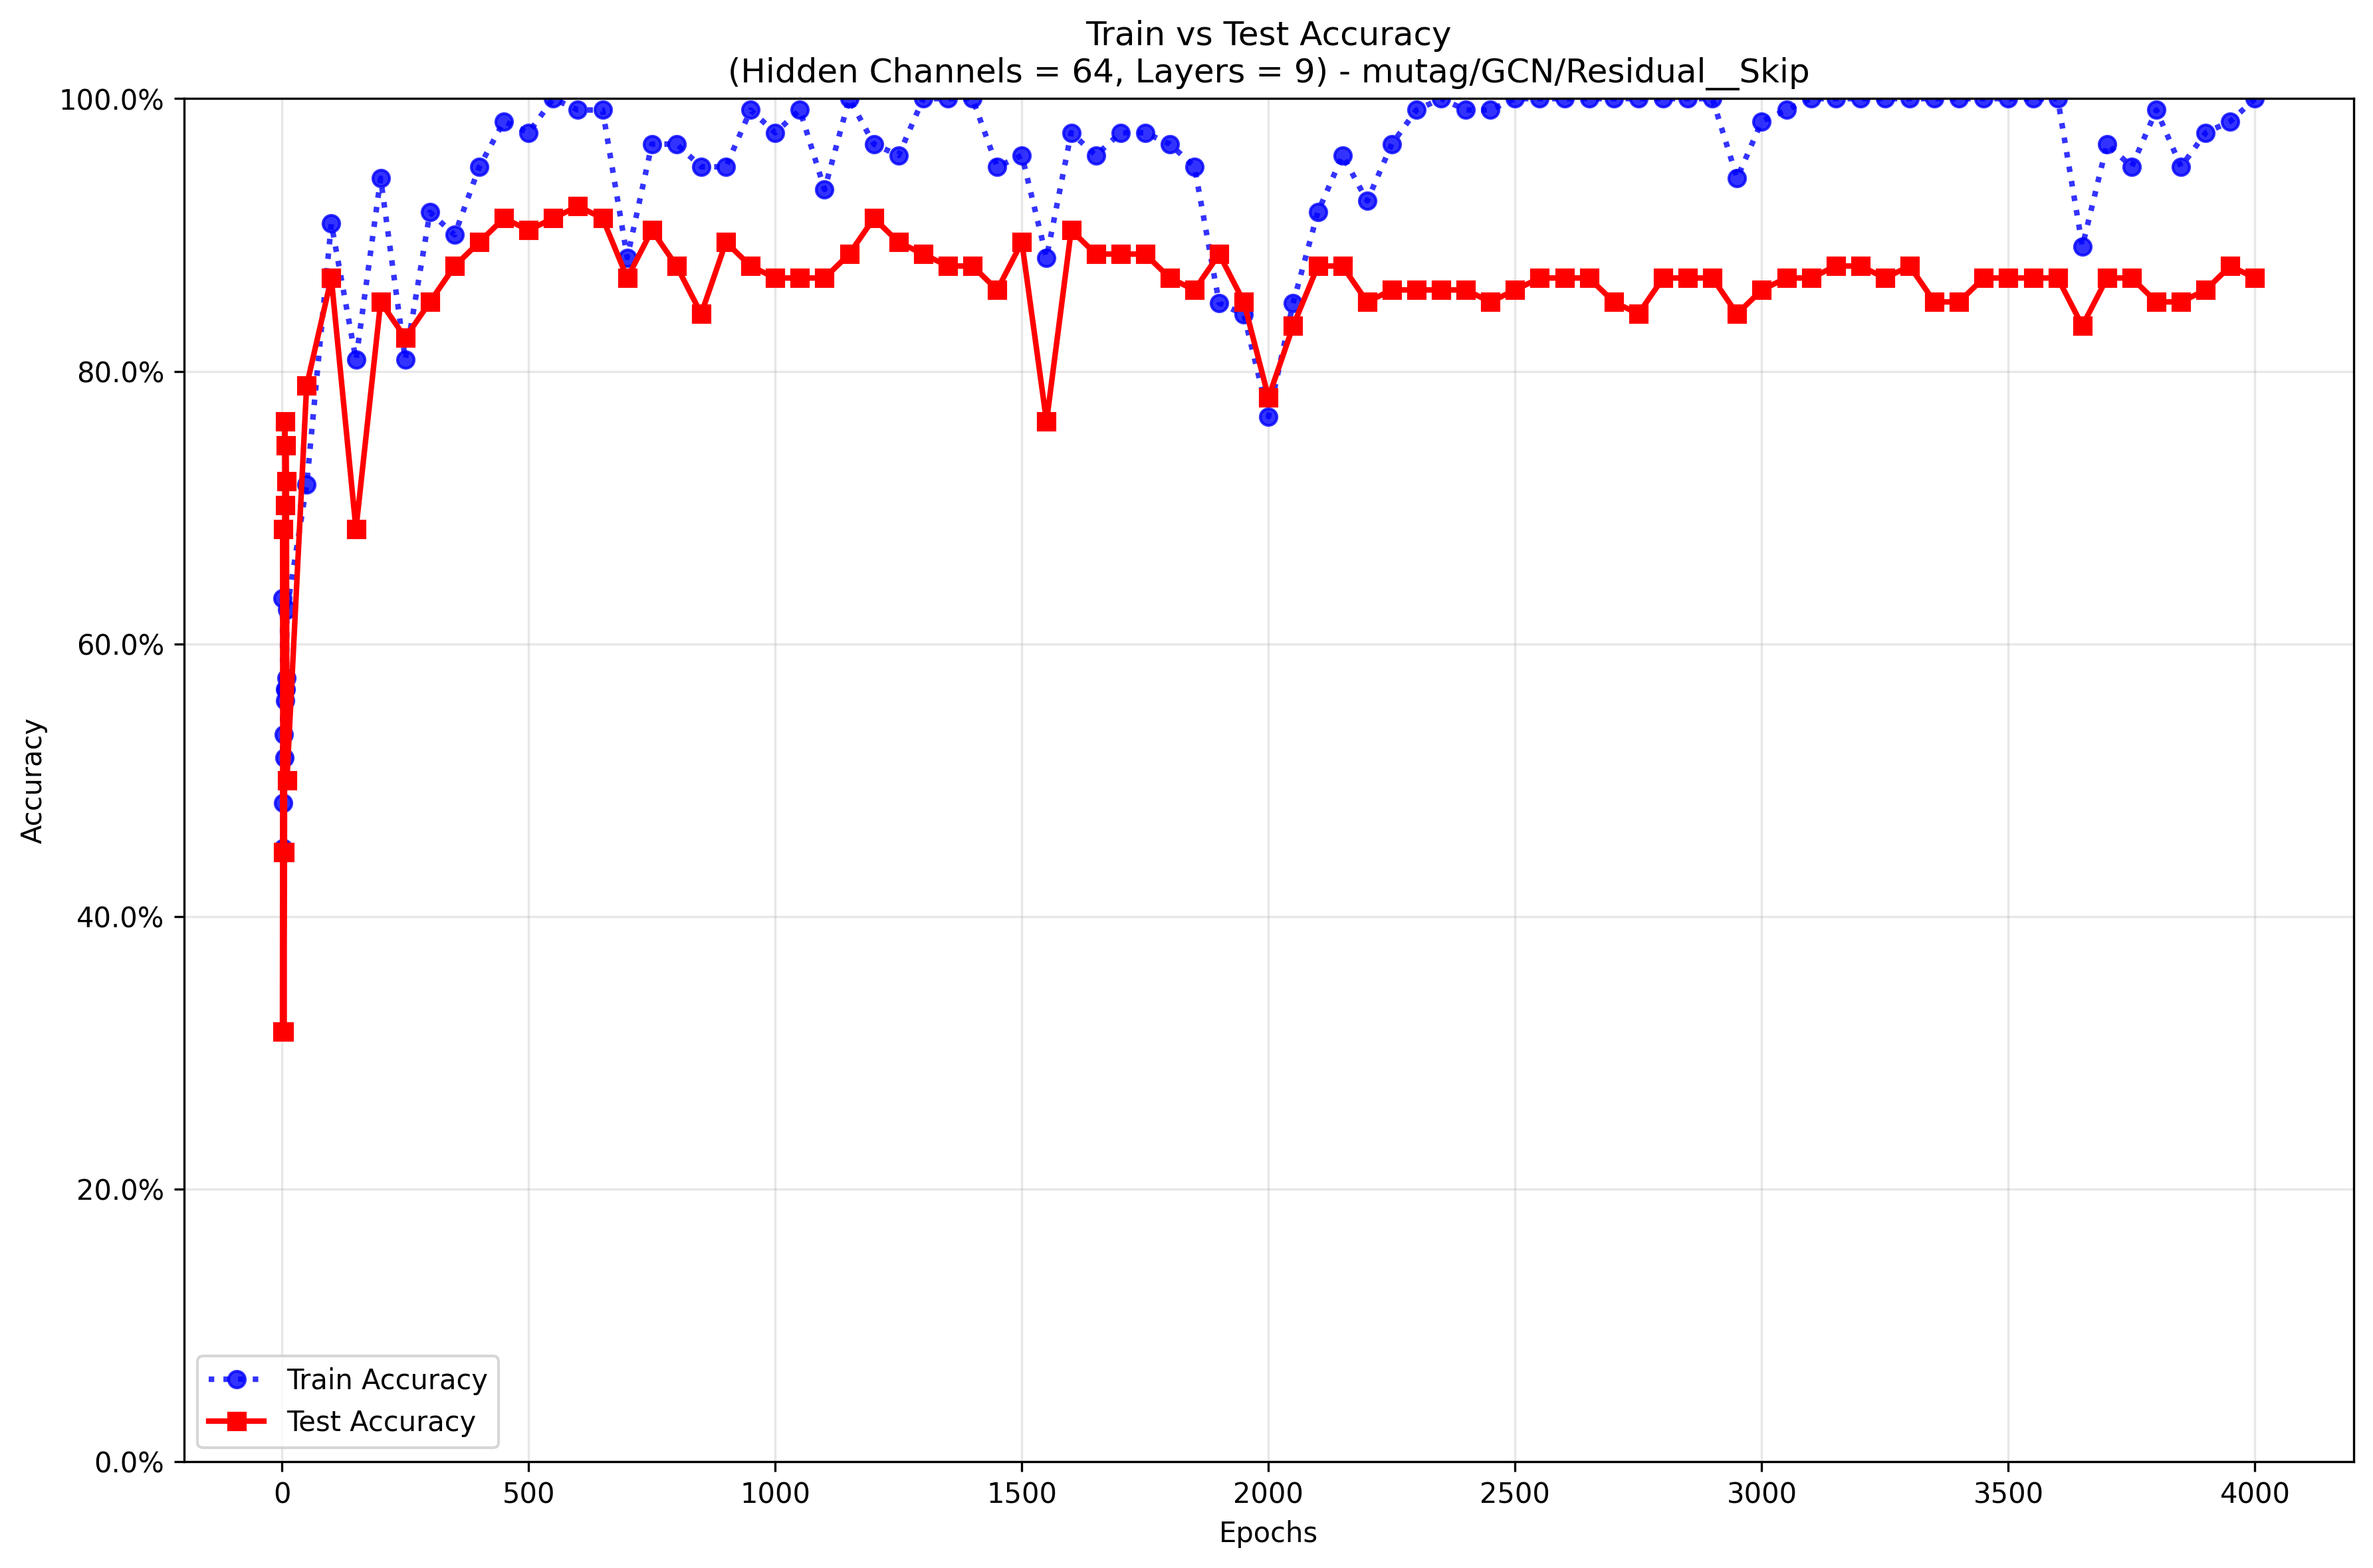 Train vs Test Accuracy
(Hidden Channels = 64, Layers = 9) - mutag/GCN/Residual__Skip
100.0%
80.0%
60.0%
40.0%
20.0%
0.0%
Accuracy
Train Accuracy
Test Accuracy
0 500 1000 1500 2000 2500 3000 3500 4000
Epochs